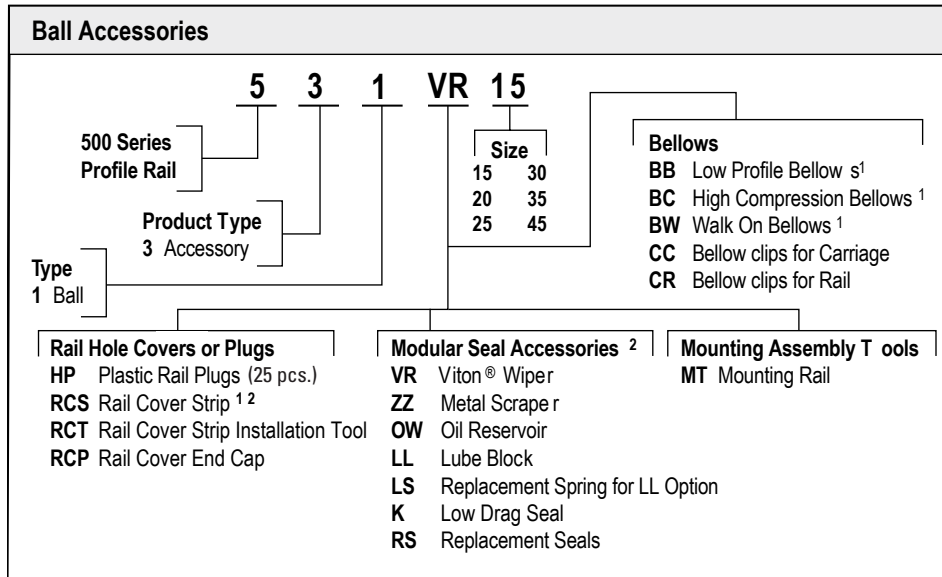 Ball Accessories
5 3 1 VR 15
500 Series
Profile Rail
Product Type
3 Accessory
Type
1 Ball
Size
15 30
20 35
25 45
Bellows
BB Low Profile Bellow s¹
BC High Compression Bellows ¹
BW Walk On Bellows ¹
CC Bellow clips for Carriage
CR Bellow clips for Rail
Rail Hole Covers or Plugs
HP Plastic Rail Plugs (25 pcs.)
RCS Rail Cover Strip ¹ ²
RCT Rail Cover Strip Installation Tool
RCP Rail Cover End Cap
Modular Seal Accessories ²
VR Viton ® Wiper
ZZ Metal Scrape r
OW Oil Reservoir
LL Lube Block
LS Replacement Spring for LL Option
K Low Drag Seal
RS Replacement Seals
Mounting Assembly T ools
MT Mounting Rail